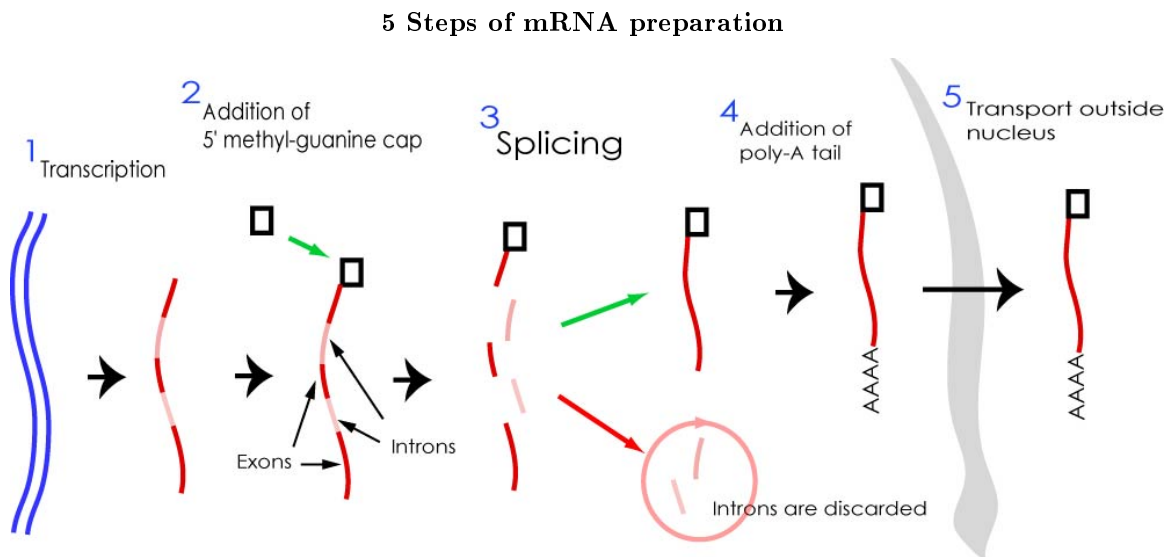 5 Steps of mRNA preparation
1 Transcription
2 Addition of
5' methyl-guanine cap
3 Splicing
4 Addition of
poly-A tail
5 Transport outside
nucleus
Exons
Introns
AAAA
AAAA
Introns are discarded